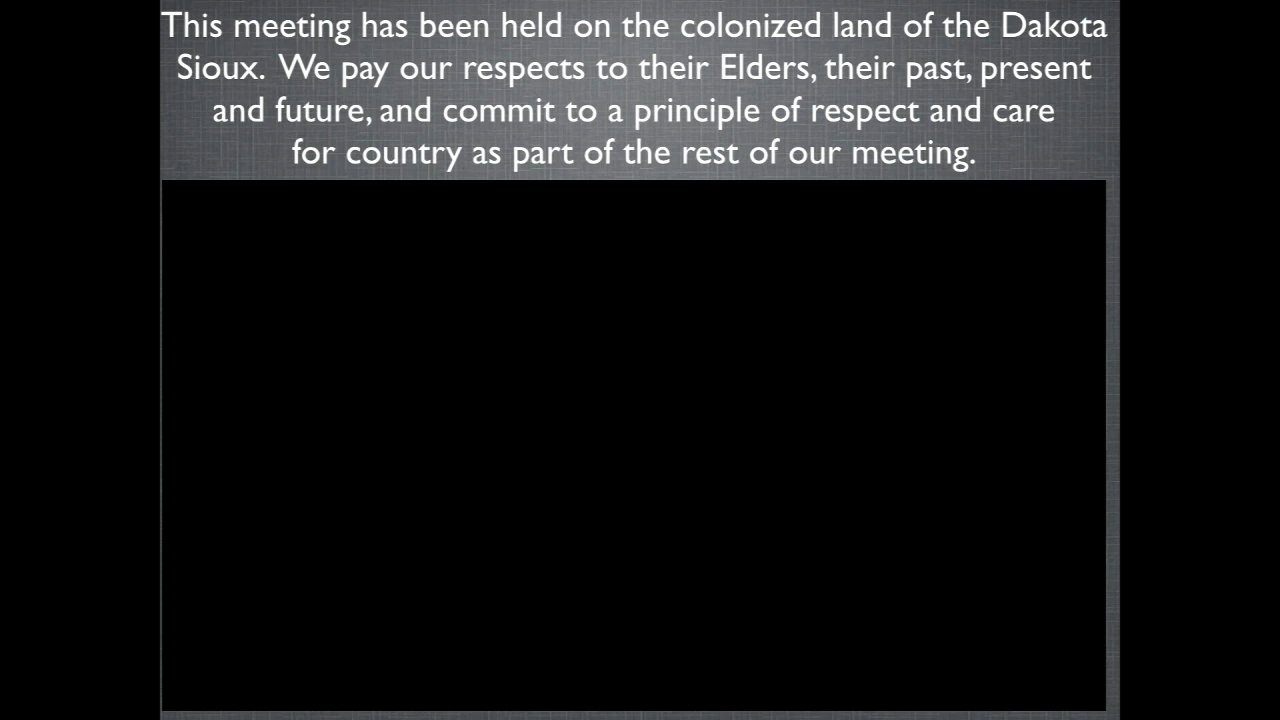 This meeting has been held on the colonized land of the Dakota
Sioux.  We pay our respects to their Elders, their past, present
and future, and commit to a principle of respect and care
for country as part of the rest of our meeting.